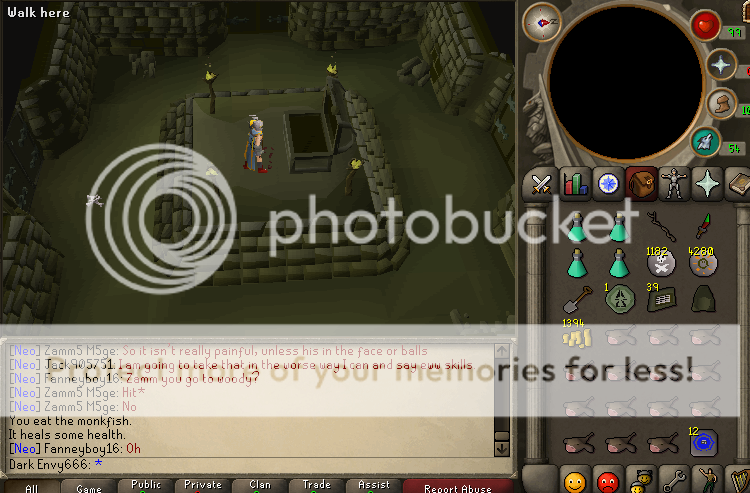 Walk here
99
54
photobucket
1182 4280
1 39
1394
[Neo] Zamm5 M5ge: So it isn't really painful, unless his in the face or balls
[Neo] Jack905751: I am going to take that in the worse way I can and say eww skills
[Neo] Fanneyboy16: Zamm you go to woody?
more of your memories for less!
[Neo] Zamm5 M5ge: Hit*
[Neo] Zamm5 M5ge: No
You eat the monkfish.
It heals some health.
[Neo] Fanneyboy16: Oh
12
Dark Envy666: *
All Game Public Private Clan Trade Assist Report Abuse